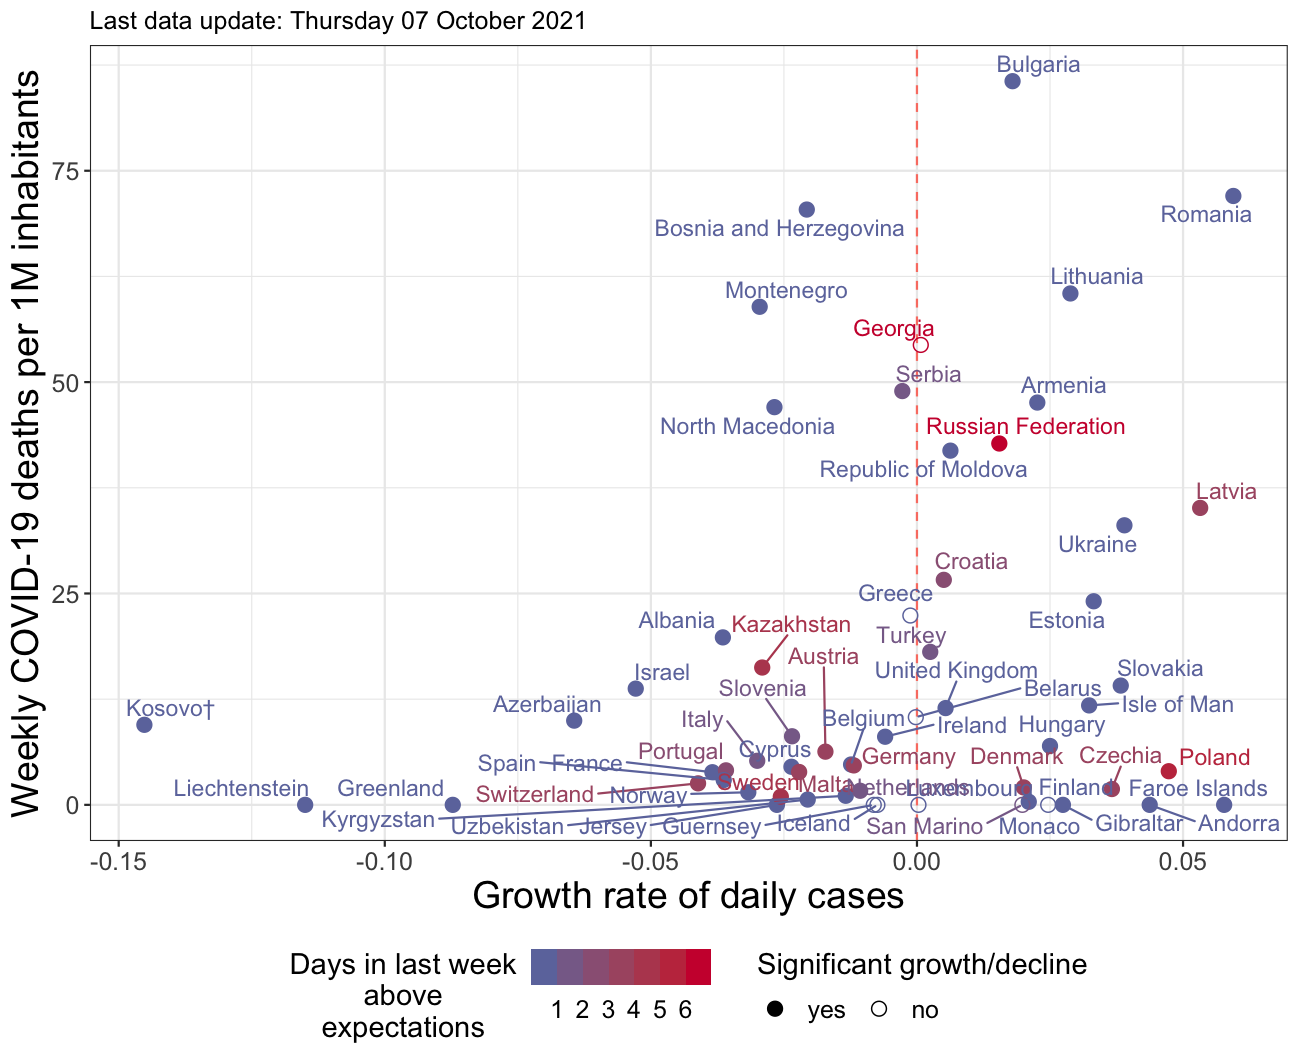 Last data update: Thursday 07 October 2021
Weekly COVID-19 deaths per 1M inhabitants
Bulgaria
75
Romania
Bosnia and Herzegovina
Lithuania
Montenegro
Georgia
50
Serbia
Armenia
North Macedonia
Russian Federation
Republic of Moldova
Latvia
Ukraine
Croatia
25
Greece
Estonia
Albania
Kazakhstan
Turkey
Austria
Israel
United Kingdom
Slovakia
Slovenia
Belarus
Azerbaijan
Isle of Man
Kosovo†
Italy
Belgium
Ireland
Hungary
Cyprus
Portugal
Germany
Denmark
Czechia
Poland
Spain
France
Sweden
Malta
Liechtenstein
Greenland
Switzerland
Norway
Netherlands
Luxembourg
Finland
Faroe Islands
0
Kyrgyzstan
Uzbekistan
Jersey
Guernsey
Iceland
San Marino
Monaco
Gibraltar
Andorra
-0.15 -0.10 -0.05 0.00 0.05
Growth rate of daily cases
Days in last week
above
expectations
1 2 3 4 5 6
Significant growth/decline
yes no